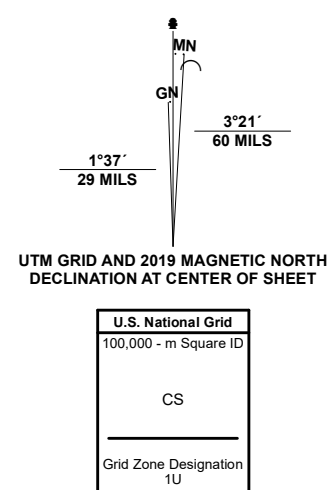 MN
GN
3°21´
60 MILS
1°37´
29 MILS
UTM GRID AND 2019 MAGNETIC NORTH
DECLINATION AT CENTER OF SHEET
U.S. National Grid
100,000 - m Square ID
CS
Grid Zone Designation
1U